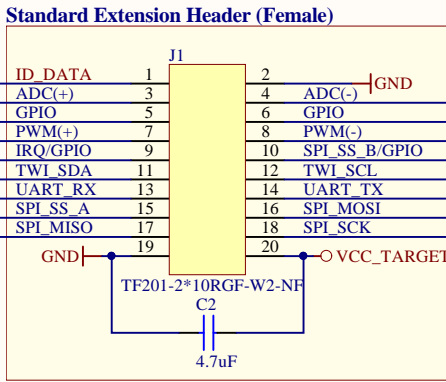 Standard Extension Header (Female)
J1
ID_DATA 1 2 GND
ADC(+) 3 4 ADC(-)
GPIO 5 6 GPIO
PWM(+) 7 8 PWM(-)
IRQ/GPIO 9 10 SPI_SS_B/GPIO
TWI_SDA 11 12 TWI_SCL
UART_RX 13 14 UART_TX
SPI_SS_A 15 16 SPI_MOSI
SPI_MISO 17 18 SPI_SCK
GND 19 20 VCC_TARGET
TF201-2*10RGF-W2-NF
C2
4.7uF